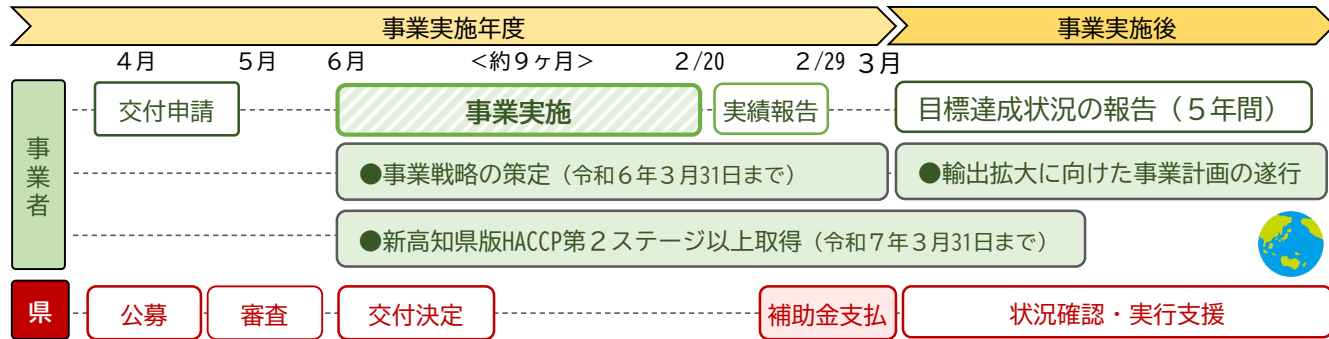 事業実施年度 事業実施後
4月 5月 6月 <約9ヶ月> 2/20 2/29 3月
事業者
交付申請 事業実施 実績報告 目標達成状況の報告（５年間）
●事業戦略の策定（令和６年３月31日まで） ●輸出拡大に向けた事業計画の遂行
●新高知県版HACCP第２ステージ以上取得（令和７年３月31日まで）
県 公募 審査 交付決定 補助金支払 状況確認・実行支援